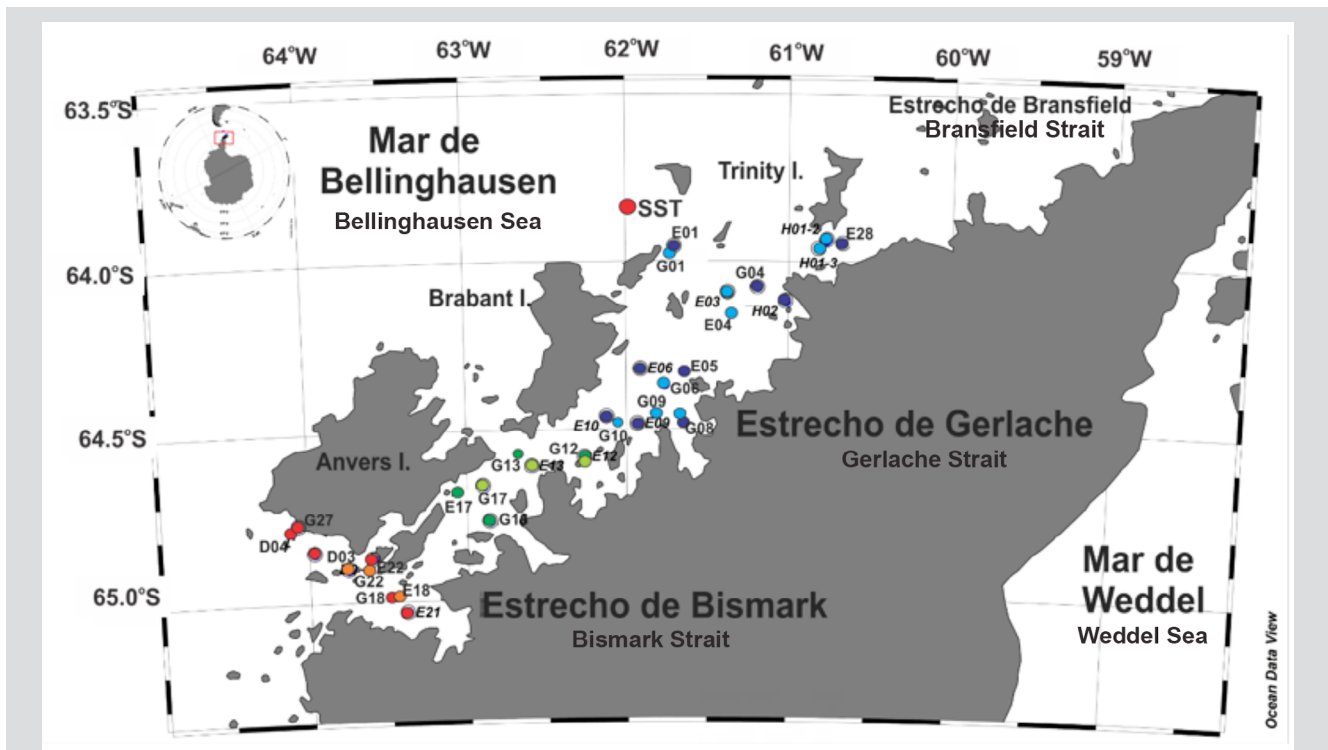 64°W
63°W
62°W
61°W
60°W
59°W
63.5°S
64.0°S
64.5°S
65.0°S
Estrecho de Bransfield
Bransfield Strait
Mar de
Bellinghausen
Bellinghausen Sea
Trinity I.
SST
E01
G01
H01-2
E28
H01-3
G04
E03
H02
E04
Brabant I.
E06
E05
G06
G09
E10
E09
G08
G10
Estrecho de Gerlache
Gerlache Strait
Anvers I.
G12
E12
G13
E13
G17
E17
G27
D04
D03
E22
G22
G18
E18
E21
Estrecho de Bismark
Bismark Strait
Mar de
Weddel
Weddel Sea
Ocean Data View